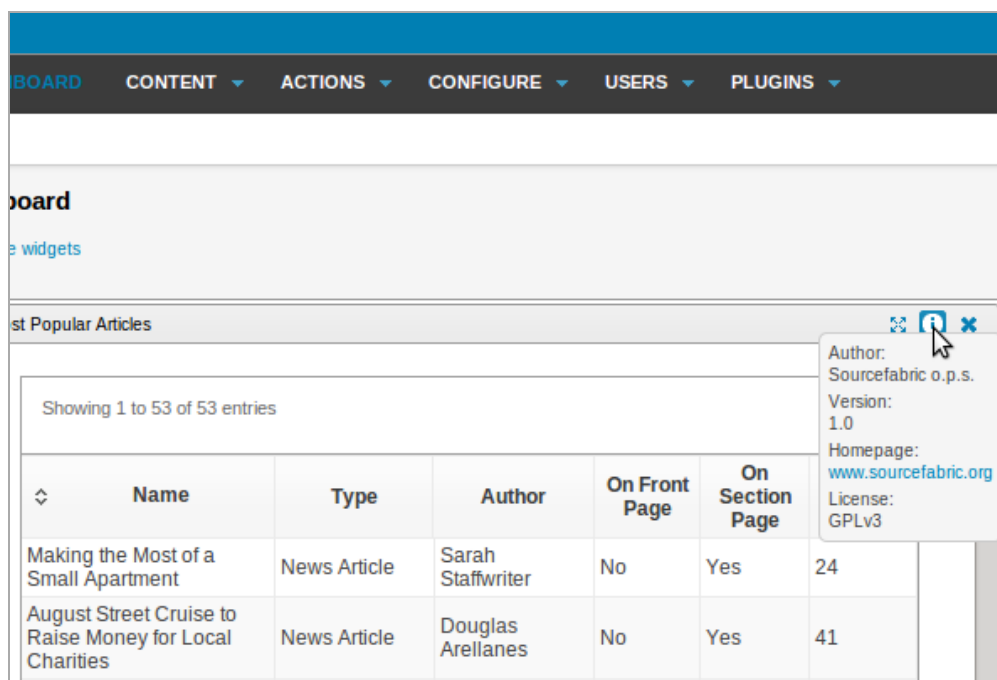 BOARD CONTENT ACTIONS CONFIGURE USERS PLUGINS
board
e widgets
st Popular Articles
Author:
Sourcefabric o.p.s.
Version:
1.0
Homepage:
www.sourcefabric.org
License:
GPLv3
Showing 1 to 53 of 53 entries
Name
Type
Author
On Front
Page
On
Section
Page
Making the Most of a
Small Apartment
News Article
Sarah
Staffwriter
No
Yes
24
August Street Cruise to
Raise Money for Local
Charities
News Article
Douglas
Arellanes
No
Yes
41